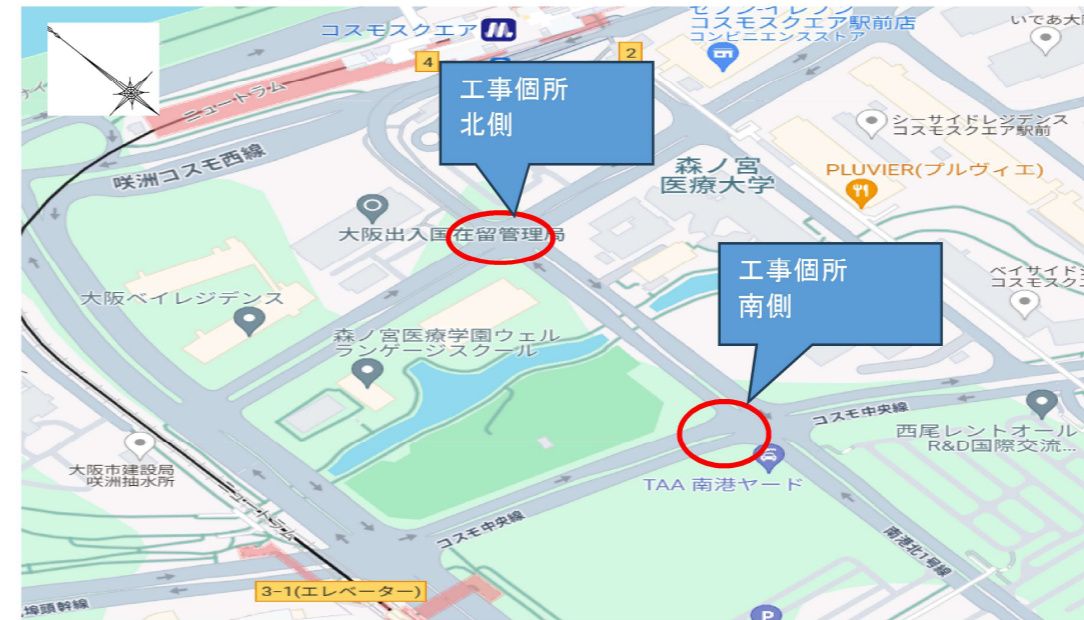 セブン-イレブン
コスモスクエア駅前店
コンビニエンスストア
いであ大阪
コスモスクエア
4
2
工事個所
北側
ニュートラム
咲洲コスモ西線
シーサイドレジデンス
コスモスクエア駅前
森ノ宮
医療大学
PLUVIER(プルヴィエ)
大阪出入国在留管理局
工事個所
南側
ベイサイド
コスモスクエ
大阪ベイレジデンス
森ノ宮医療学園ウェル
ランゲージスクール
コスモ中央線
西尾レントオール
R&D国際交流...
大阪市建設局
咲洲抽水所
TAA 南港ヤード
ニュートラム
コスモ中央線
南港北1号線
3-1(エレベーター)
埠頭幹線
P